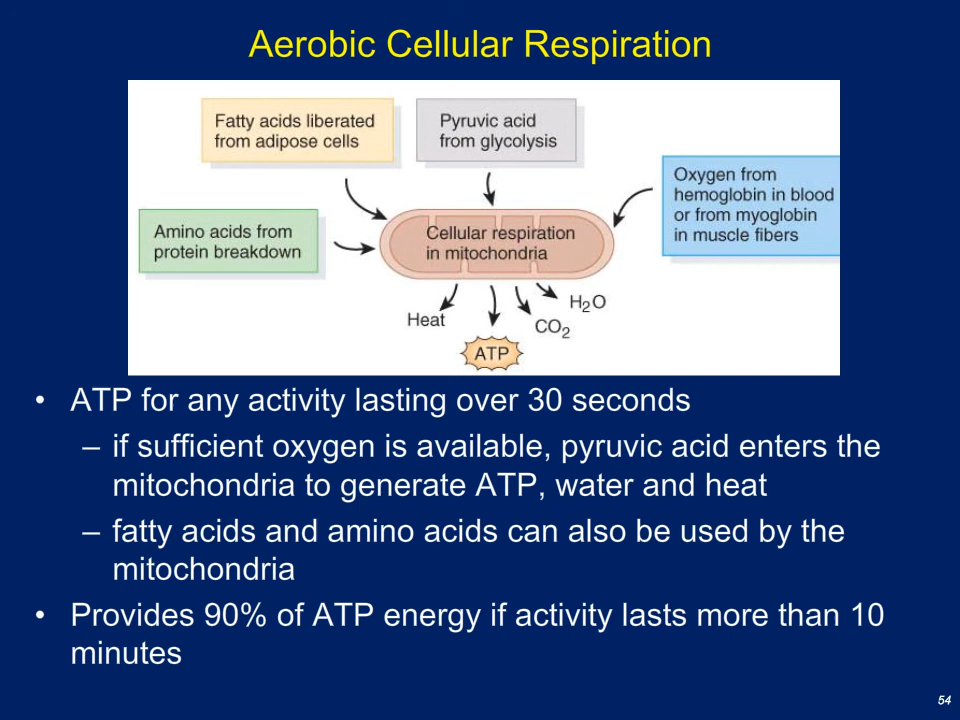 Aerobic Cellular Respiration
Fatty acids liberated
from adipose cells
Pyruvic acid
from glycolysis
Oxygen from
hemoglobin in blood
or from myoglobin
in muscle fibers
Amino acids from
protein breakdown
Cellular respiration
in mitochondria
Heat
ATP
CO2
H2O
• ATP for any activity lasting over 30 seconds
– if sufficient oxygen is available, pyruvic acid enters the
mitochondria to generate ATP, water and heat
– fatty acids and amino acids can also be used by the
mitochondria
• Provides 90% of ATP energy if activity lasts more than 10
minutes
54